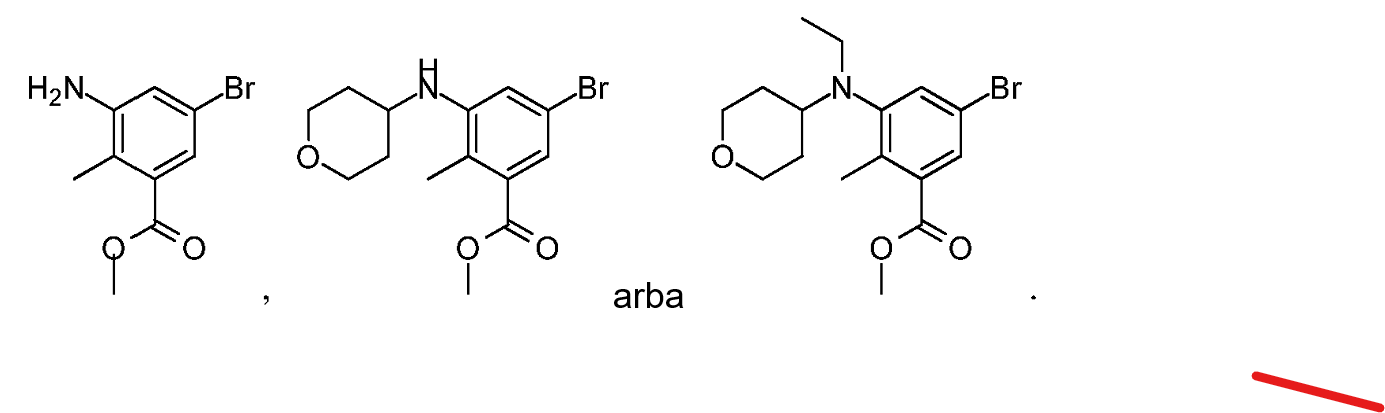 H₂N Br O O ,
H N Br O O O arba
N Br O O O .